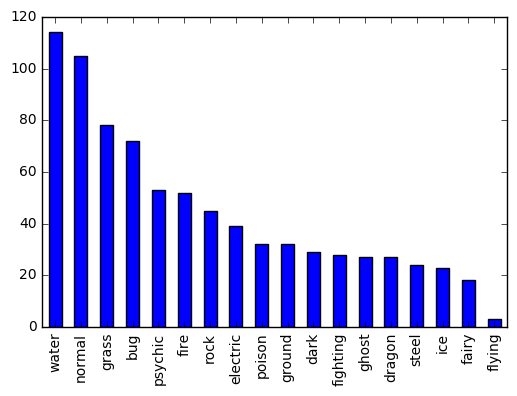 120
100
80
60
40
20
0
water
normal
grass
bug
psychic
fire
rock
electric
poison
ground
dark
fighting
ghost
dragon
steel
ice
fairy
flying